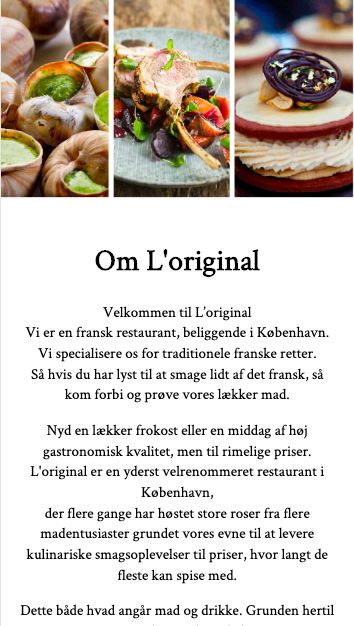 Om L'original
Velkommen til L’original
Vi er en fransk restaurant, beliggende i København.
Vi specialisere os for traditionele franske retter.
Så hvis du har lyst til at smage lidt af det fransk, så
kom forbi og prøve vores lækker mad.
Nyd en lækker frokost eller en middag af høj
gastronomisk kvalitet, men til rimelige priser.
L'original er en yderst velrenommeret restaurant i
København,
der flere gange har høstet store roser fra flere
madentusiaster grundet vores evne til at levere
kulinariske smagsoplevelser til priser, hvor langt de
fleste kan spise med.
Dette både hvad angår mad og drikke. Grunden hertil